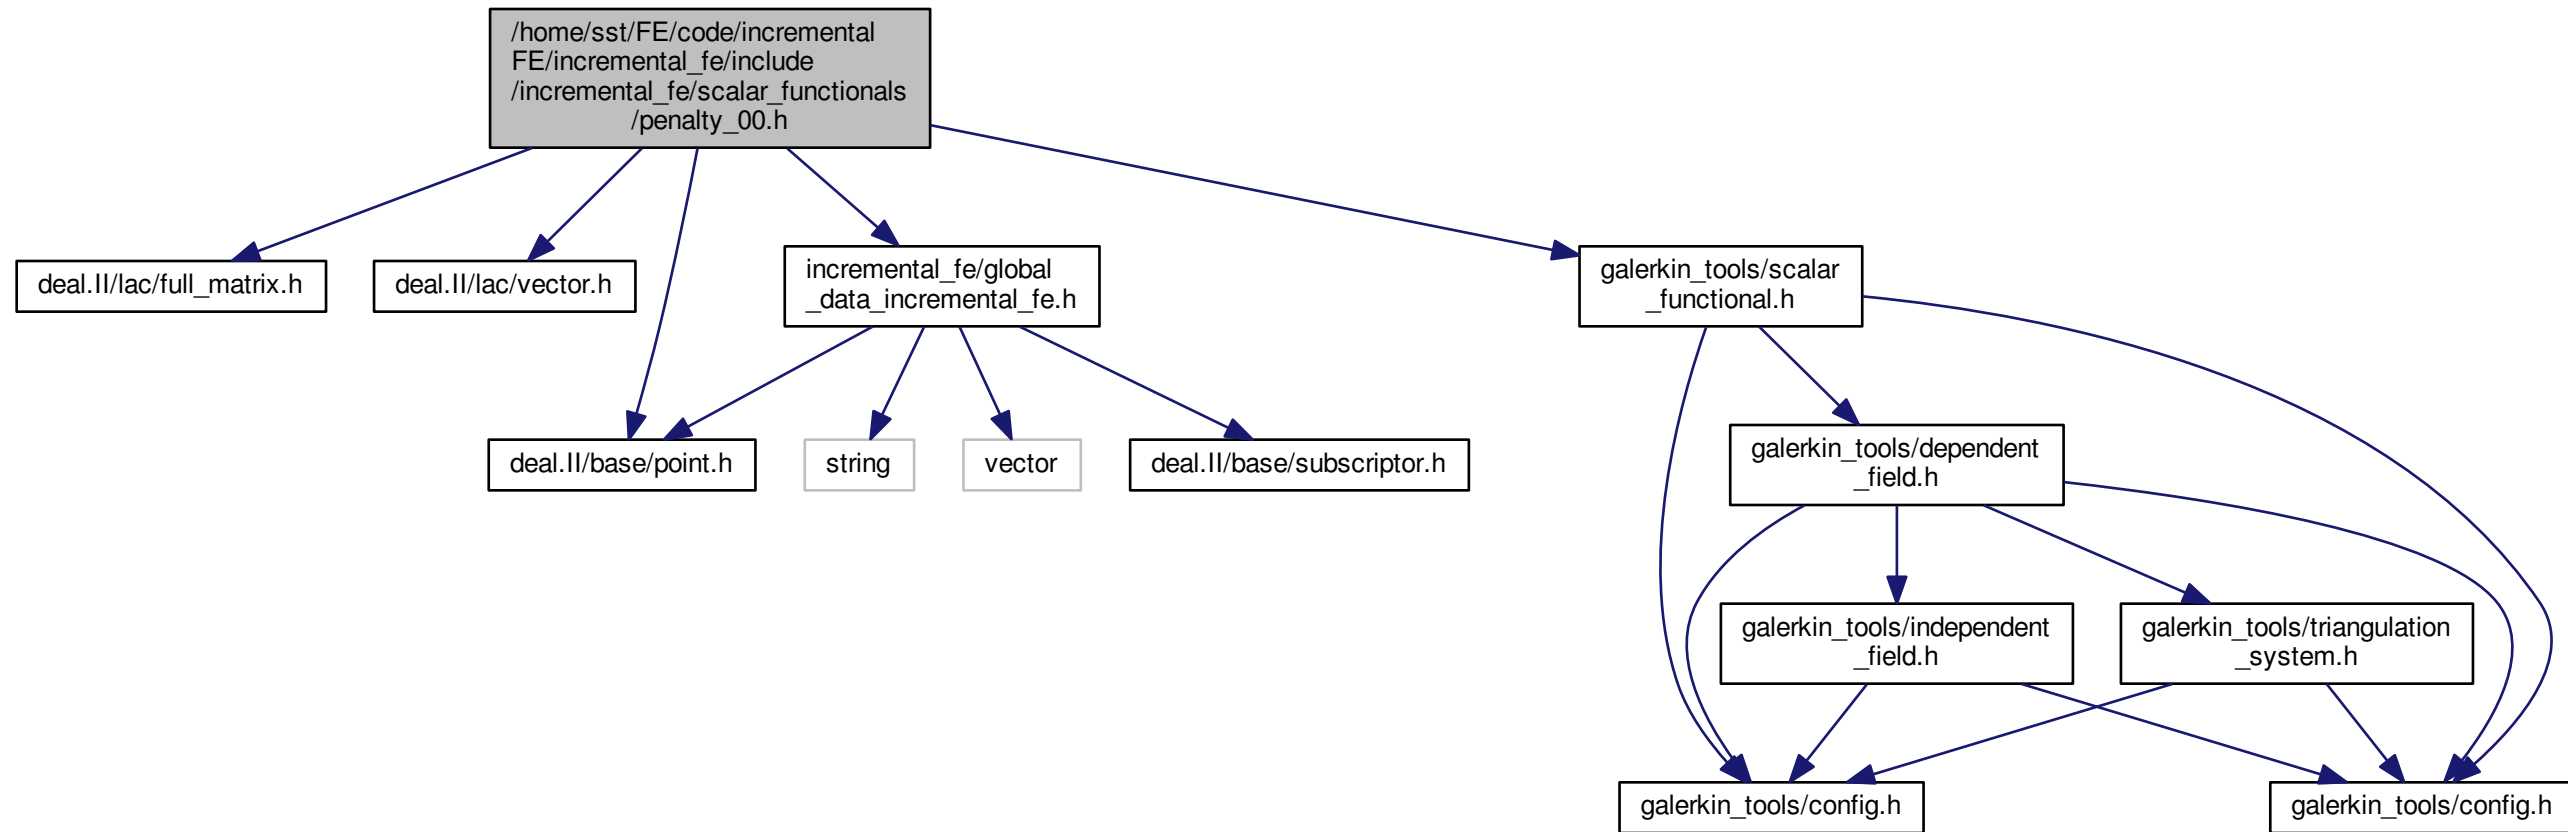 /home/sst/FE/code/incremental
FE/incremental_fe/include
/incremental_fe/scalar_functionals
/penalty_00.h
deal.II/lac/full_matrix.h
deal.II/lac/vector.h
incremental_fe/global
_data_incremental_fe.h
galerkin_tools/scalar
_functional.h
deal.II/base/point.h
string
vector
deal.II/base/subscriptor.h
galerkin_tools/dependent
_field.h
galerkin_tools/independent
_field.h
galerkin_tools/triangulation
_system.h
galerkin_tools/config.h
galerkin_tools/config.h